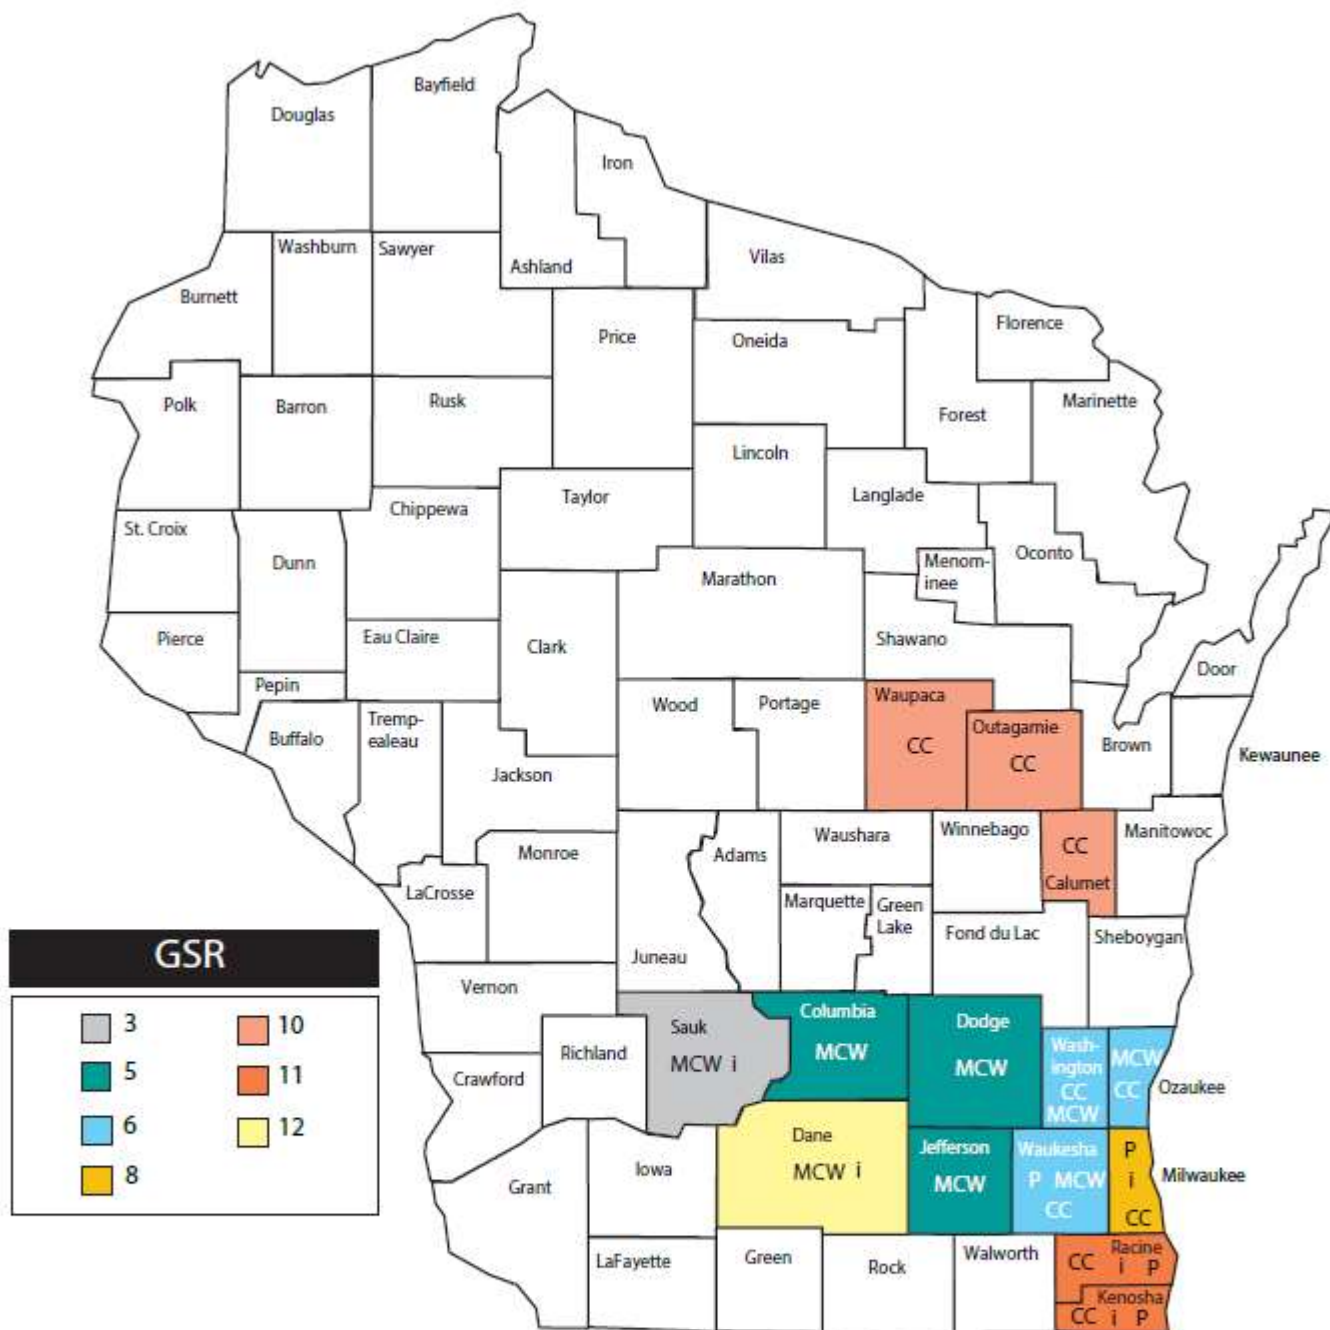 Bayfield
Douglas
Iron
Washburn
Sawyer
Ashland
Vilas
Burnett
Florence
Price
Oneida
Polk
Barron
Rusk
Forest
Marinette
Lincoln
Taylor
Langlade
Chippewa
St. Croix
Dunn
Marathon
Menom-
inee
Oconto
Pierce
Eau Claire
Clark
Shawano
Door
Pepin
Wood
Portage
Waupaca
CC
Outagamie
CC
Brown
Kewaunee
Buffalo
Tremp-
ealeau
Jackson
Monroe
Adams
Waushara
Winnebago
CC
Calumet
Manitowoc
LaCrosse
Marquette
Green
Lake
Juneau
Fond du Lac
Sheboygan
GSR
3
5
6
8
10
11
12
Vernon
Richland
Crawford
Sauk
MCW i
Columbia
MCW
Dodge
MCW
Wash-
ington
CC
MCW
MCW
CC
Ozaukee
Grant
Iowa
Dane
MCW i
Jefferson
MCW
Waukesha
P MCW
CC
P
i
CC
Milwaukee
LaFayette
Green
Rock
Walworth
Racine
CC i P
Kenosha
CC i P